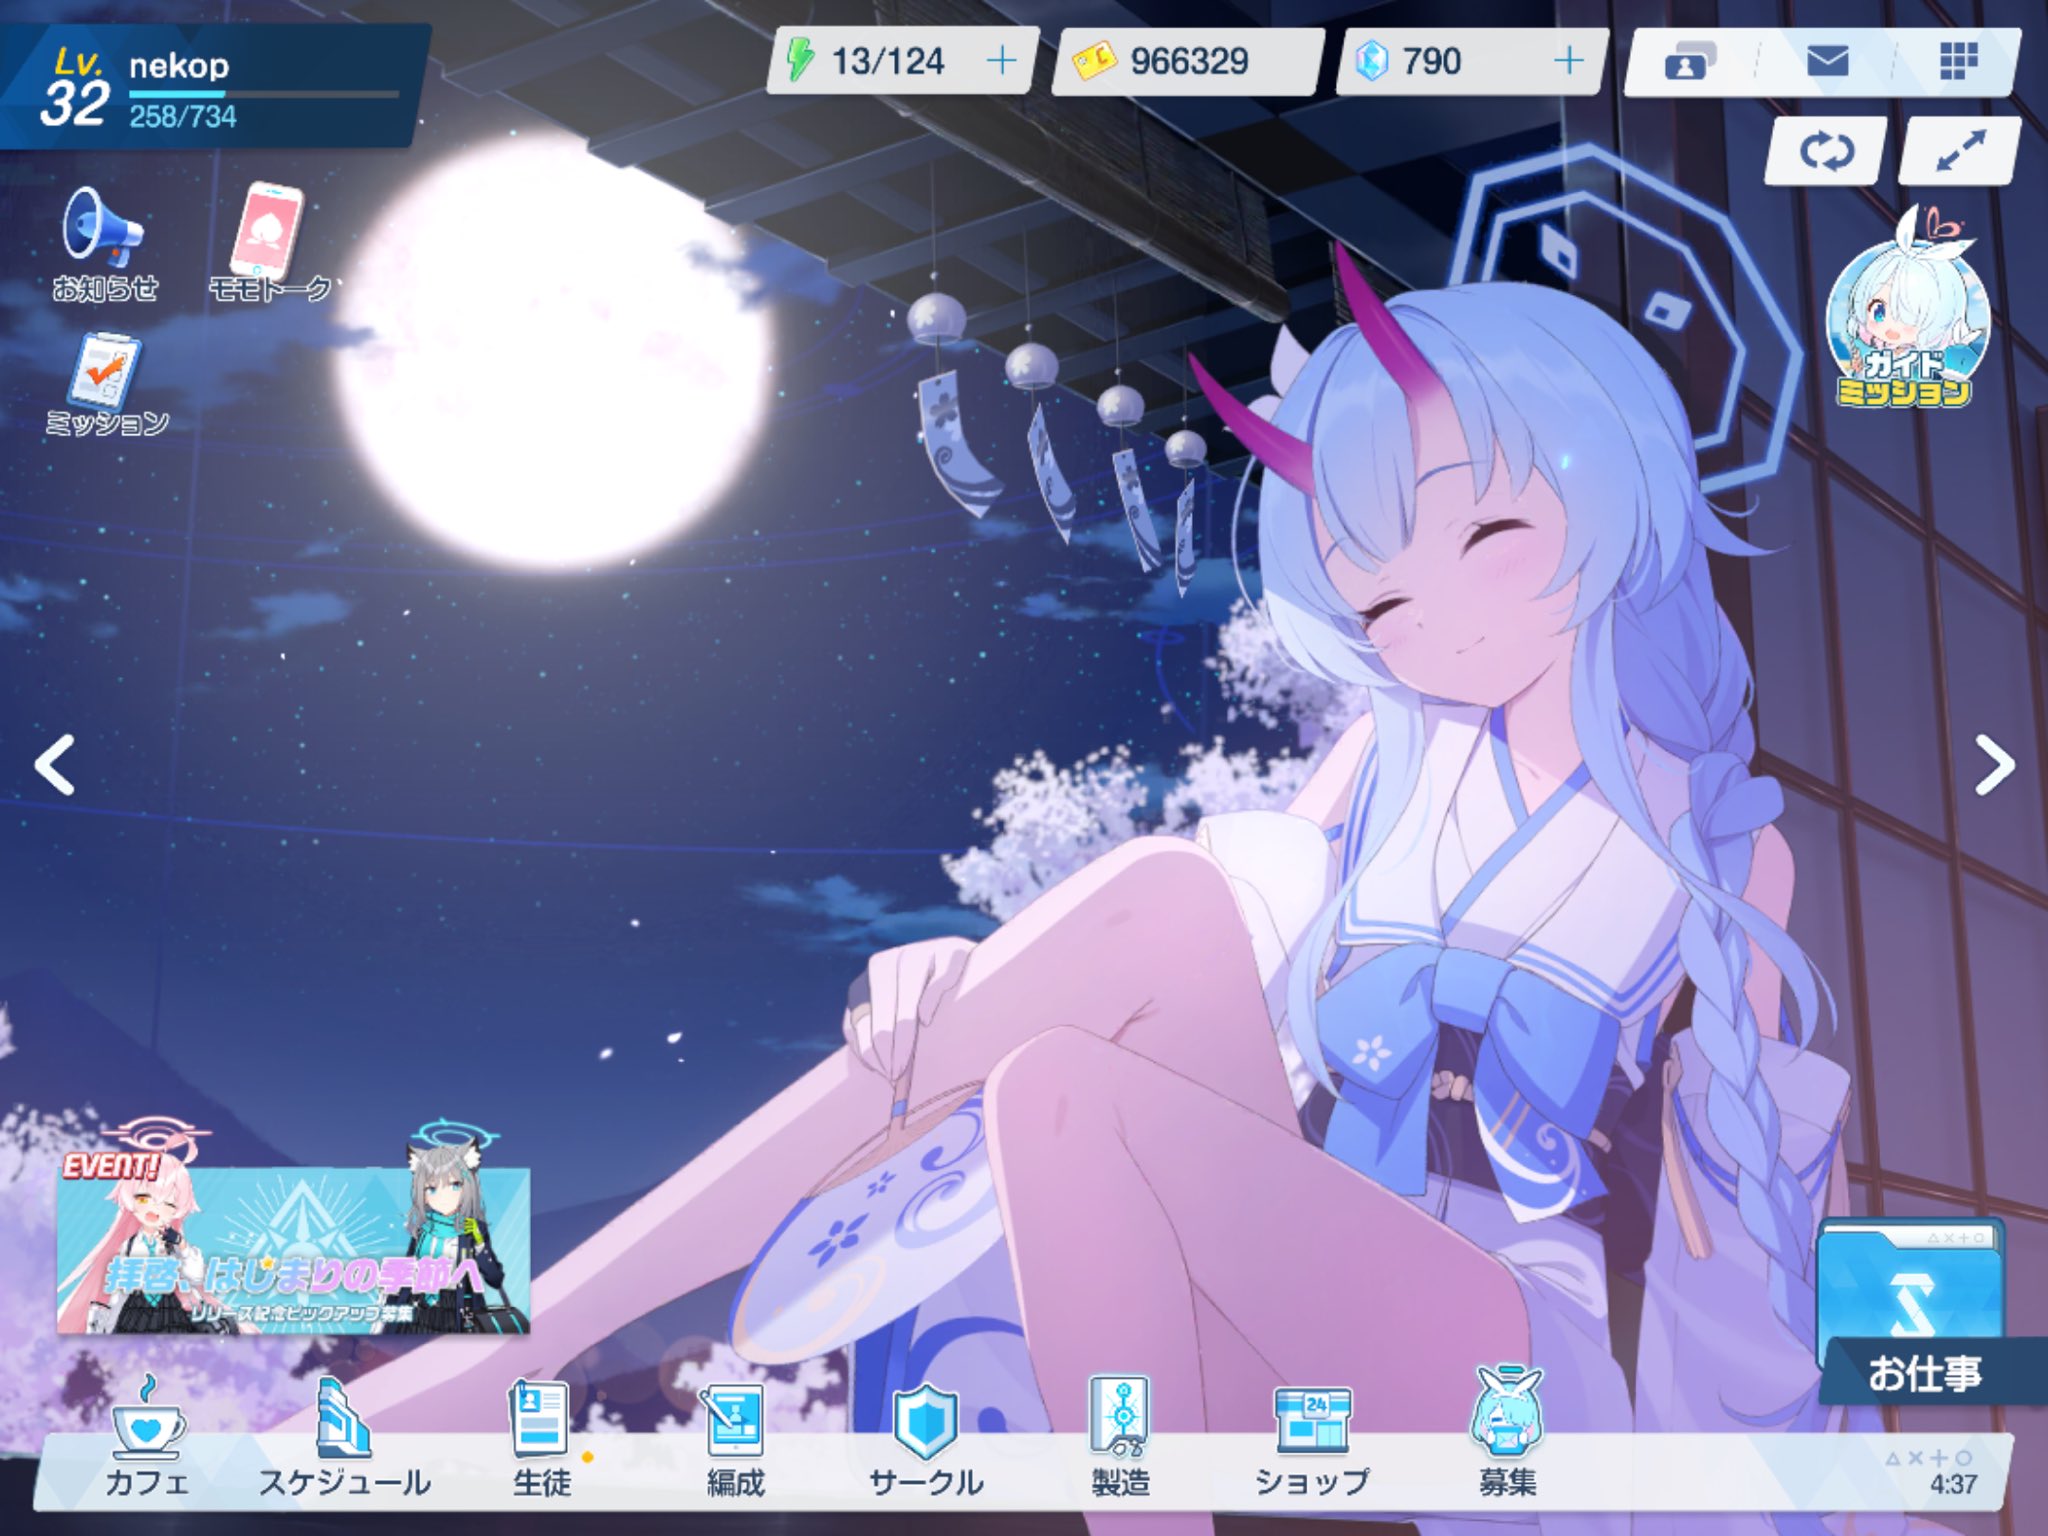 Lv.
32
nekop
258/734
13/124
966329
790
お知らせ
モモトーク
ミッション
ガイド
ミッション
EVENT!
拝啓、はじまりの季節へ
リリース記念ピックアップ募集
お仕事
カフェ
スケジュール
生徒
編成
サークル
製造
24
ショップ
募集
4:37